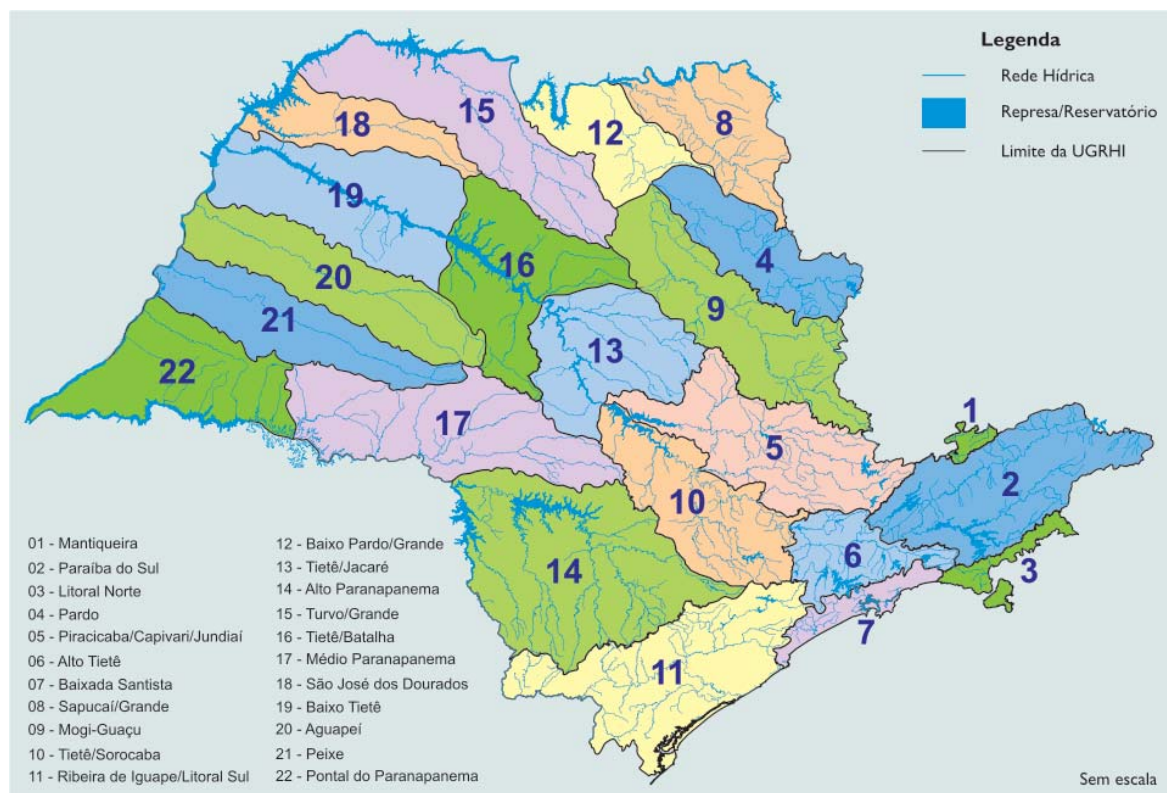 Legenda
Rede Hídrica
Represa/Reservatório
Limite da UGRHI
15
18
12
8
19
4
16
20
9
21
13
22
1
17
5
2
10
6
14
3
7
11
01 - Mantiqueira
02 - Paraíba do Sul
03 - Litoral Norte
04 - Pardo
05 - Piracicaba/Capivari/Jundiaí
06 - Alto Tietê
07 - Baixada Santista
08 - Sapucaí/Grande
09 - Mogi-Guaçu
10 - Tietê/Sorocaba
11 - Ribeira de Iguape/Litoral Sul
12 - Baixo Pardo/Grande
13 - Tietê/Jacaré
14 - Alto Paranapanema
15 - Turvo/Grande
16 - Tietê/Batalha
17 - Médio Paranapanema
18 - São José dos Dourados
19 - Baixo Tietê
20 - Aguapeí
21 - Peixe
22 - Pontal do Paranapanema
Sem escala